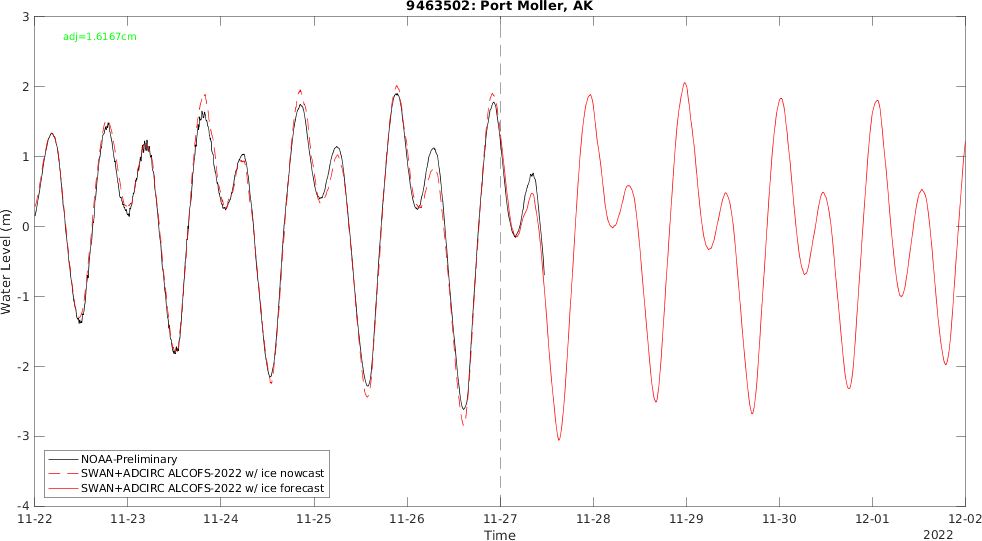 9463502: Port Moller, AK
adj=1.6167cm
3
2
1
0
-1
-2
-3
-4
Water Level (m)
NOAA-Preliminary
SWAN+ADCIRC ALCOFS-2022 w/ ice nowcast
SWAN+ADCIRC ALCOFS-2022 w/ ice forecast
11-22 11-23 11-24 11-25 11-26 11-27 11-28 11-29 11-30 12-01 12-02
Time
2022